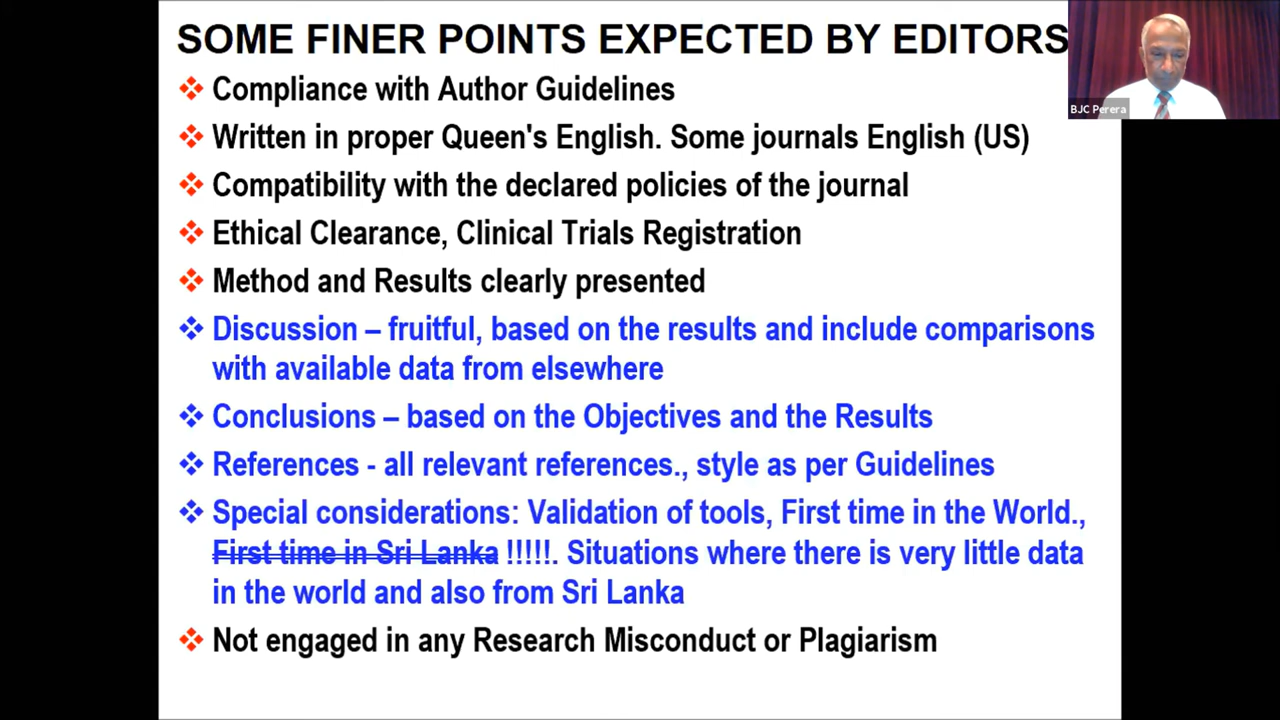 SOME FINER POINTS EXPECTED BY EDITORS
BJC Perera
Compliance with Author Guidelines
Written in proper Queen's English. Some journals English (US)
Compatibility with the declared policies of the journal
Ethical Clearance, Clinical Trials Registration
Method and Results clearly presented
Discussion – fruitful, based on the results and include comparisons
with available data from elsewhere
Conclusions – based on the Objectives and the Results
References - all relevant references., style as per Guidelines
Special considerations: Validation of tools, First time in the World.,
First time in Sri Lanka !!!!!. Situations where there is very little data
in the world and also from Sri Lanka
Not engaged in any Research Misconduct or Plagiarism